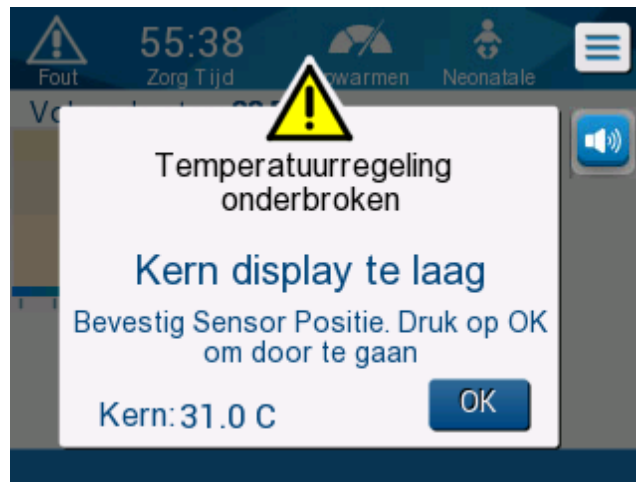 55:38
Fout
Zorg Tijd
Neonatale
Temperatuurregeling
onderbroken
Kern display te laag
Bevestig Sensor Positie. Druk op OK
om door te gaan
Kern: 31.0 C
OK